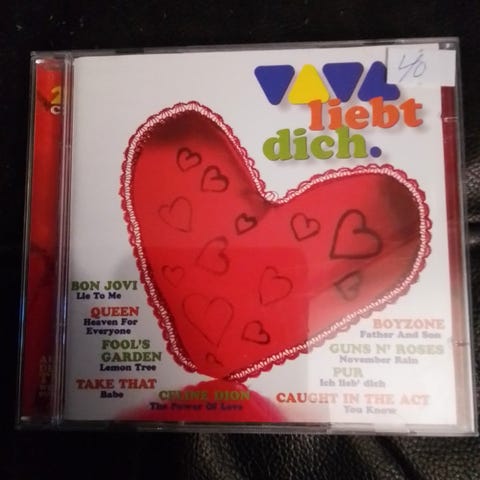 VIVA
40
liebt
dich.
BON JOVI
Lie To Me
QUEEN
Heaven For
Everyone
FOOL'S
GARDEN
Lemon Tree
TAKE THAT
Babe
CELINE DION
The Power Of Love
BOYZONE
Father And Son
GUNS N' ROSES
November Rain
PUR
Ich lieb' dich
CAUGHT IN THE ACT
You Know